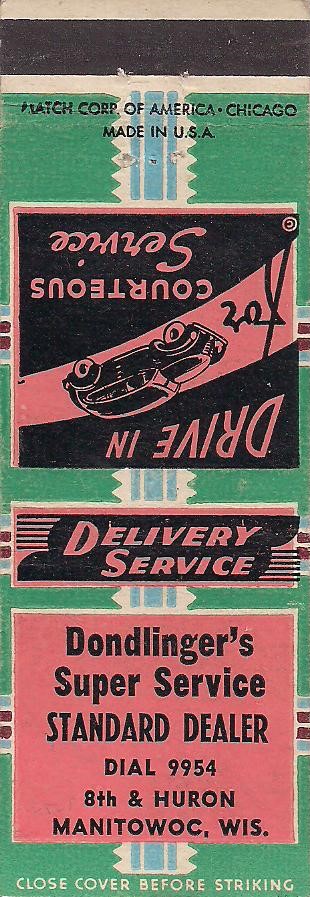 MATCH CORP. OF AMERICA • CHICAGO
MADE IN U.S.A.
DRIVE IN
COURTEOUS
Service
©
DELIVERY
SERVICE
Dondlinger's
Super Service
STANDARD DEALER
DIAL 9954
8th & HURON
MANITOWOC, WIS.
CLOSE COVER BEFORE STRIKING